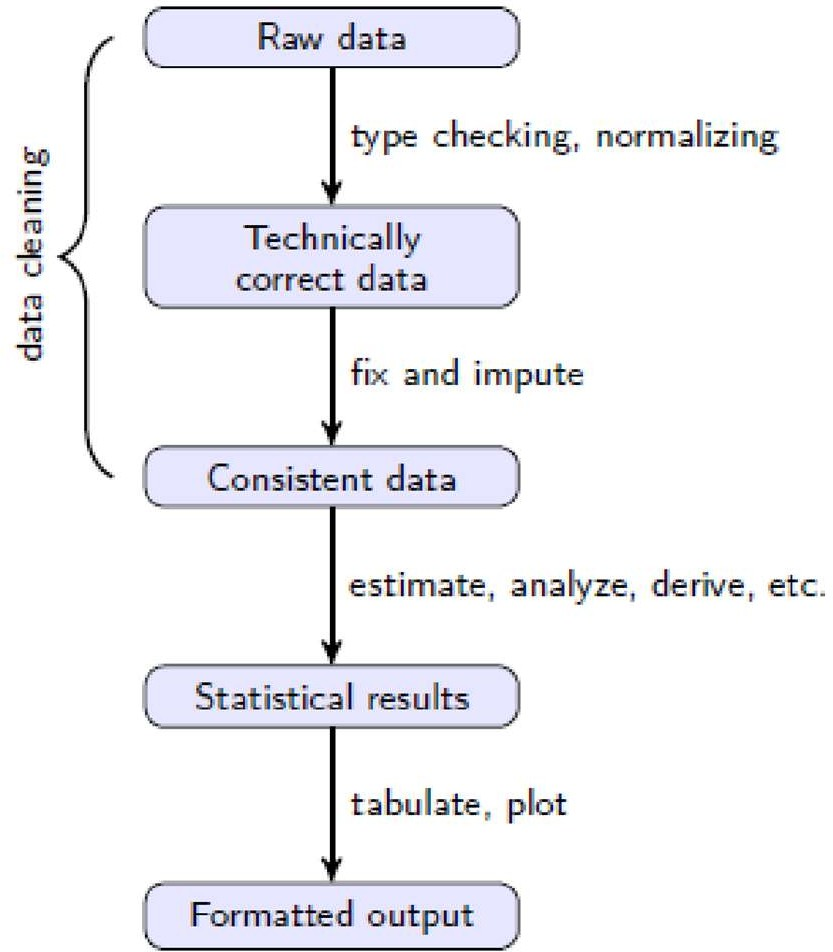 Raw data
type checking, normalizing
data cleaning
Technically
correct data
fix and impute
Consistent data
estimate, analyze, derive, etc.
Statistical results
tabulate, plot
Formatted output